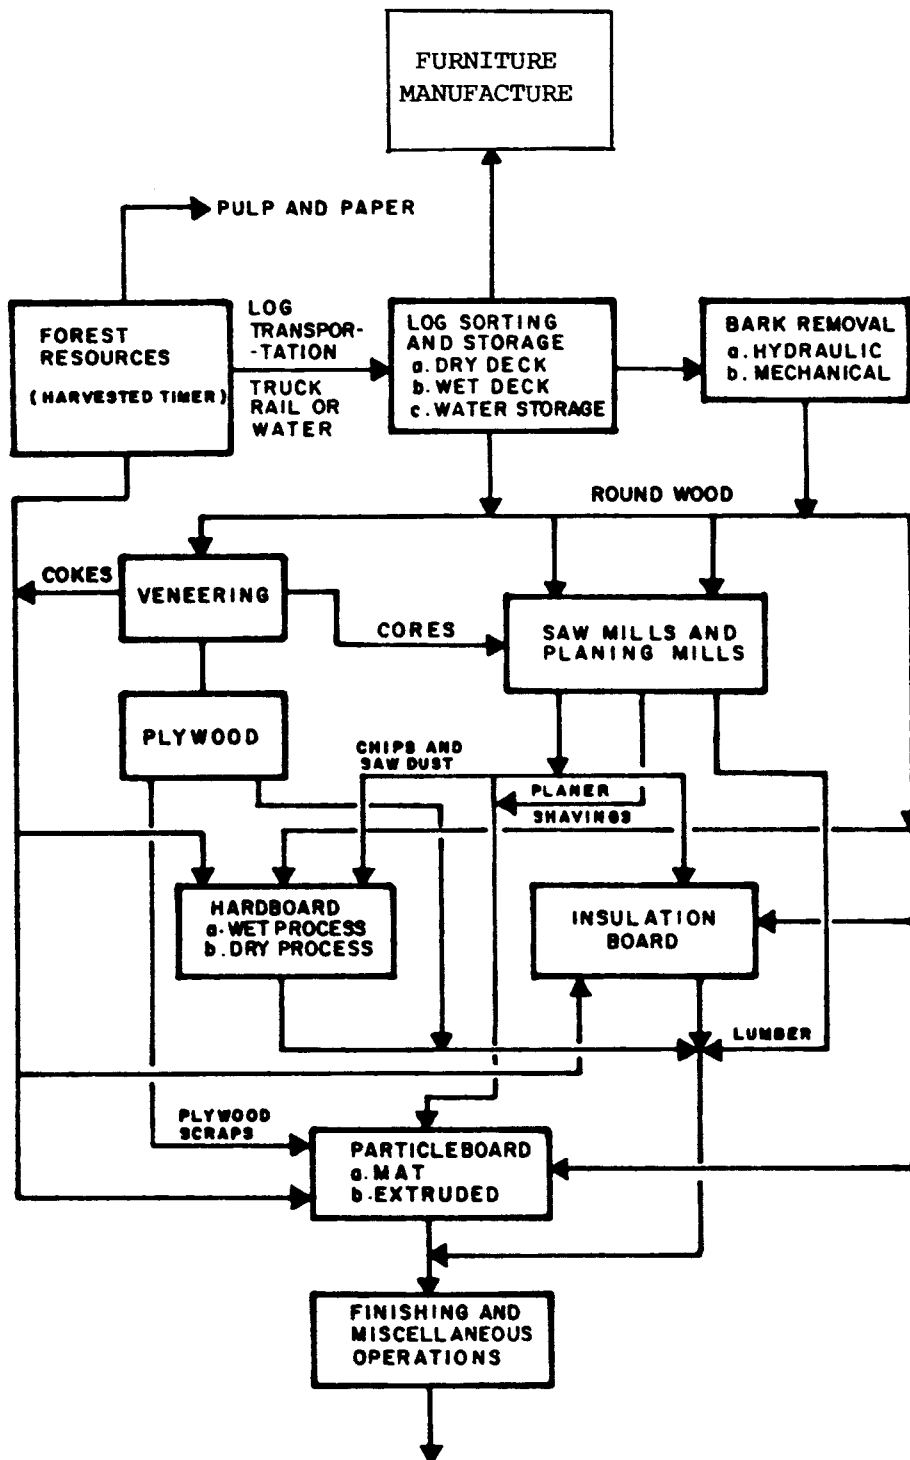 FURNITURE
MANUFACTURE
PULP AND PAPER
FOREST
RESOURCES
(HARVESTED TIMER)
LOG
TRANSPOR-
-TATION
TRUCK
RAIL OR
WATER
LOG SORTING
AND STORAGE
a. DRY DECK
b. WET DECK
c. WATER STORAGE
BARK REMOVAL
a. HYDRAULIC
b. MECHANICAL
ROUND WOOD
COKES
VENEERING
CORES
SAW MILLS AND
PLANING MILLS
PLYWOOD
CHIPS AND
SAW DUST
PLANER
SHAVINGS
HARDBOARD
a. WET PROCESS
b. DRY PROCESS
INSULATION
BOARD
LUMBER
PLYWOOD
SCRAPS
PARTICLEBOARD
a. MAT
b. EXTRUDED
FINISHING AND
MISCELLANEOUS
OPERATIONS